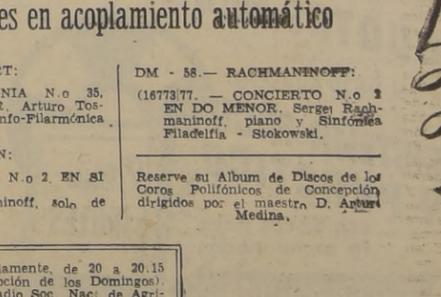 es en acoplamiento automático
T:
NIA N.o 35,
Arturo Tos-
nfo-Filarmónica
N:
N.o 2, EN SI
ninoff, solo de
DM - 58.— RACHMANINOFF:
(16773|77. — CONCIERTO N.o 2
EN DO MENOR. Sergei Rach-
maninoff, piano y Sinfónica
Filadelfia - Stokowski.
Reserve su Album de Discos de los
Coros Polifónicos de Concepción
dirigidos por el maestro D. Arturo
Medina.
lamente, de 20 a 20.15
pción de los Domingos).
adio Soc. Nac. de Agri-